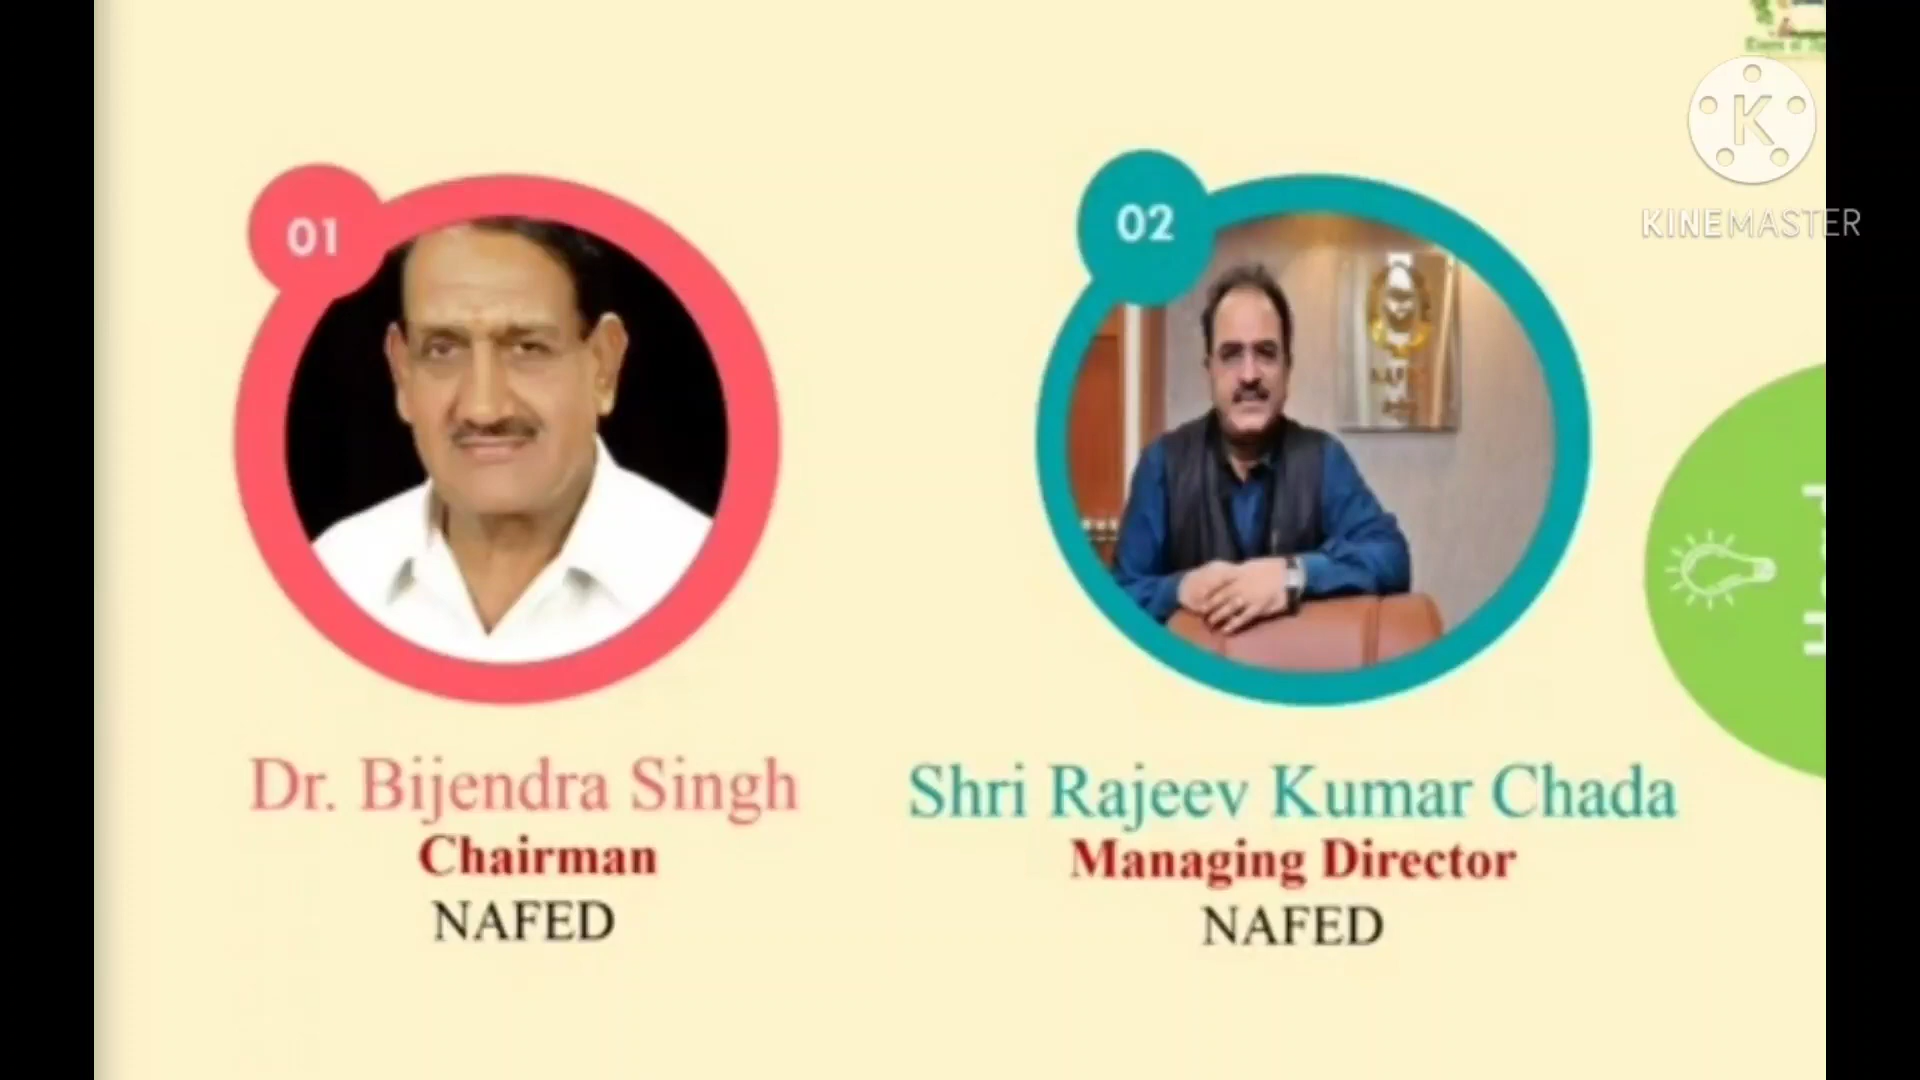 01
02
KINEMASTER
Dr. Bijendra Singh
Chairman
NAFED
Shri Rajeev Kumar Chada
Managing Director
NAFED